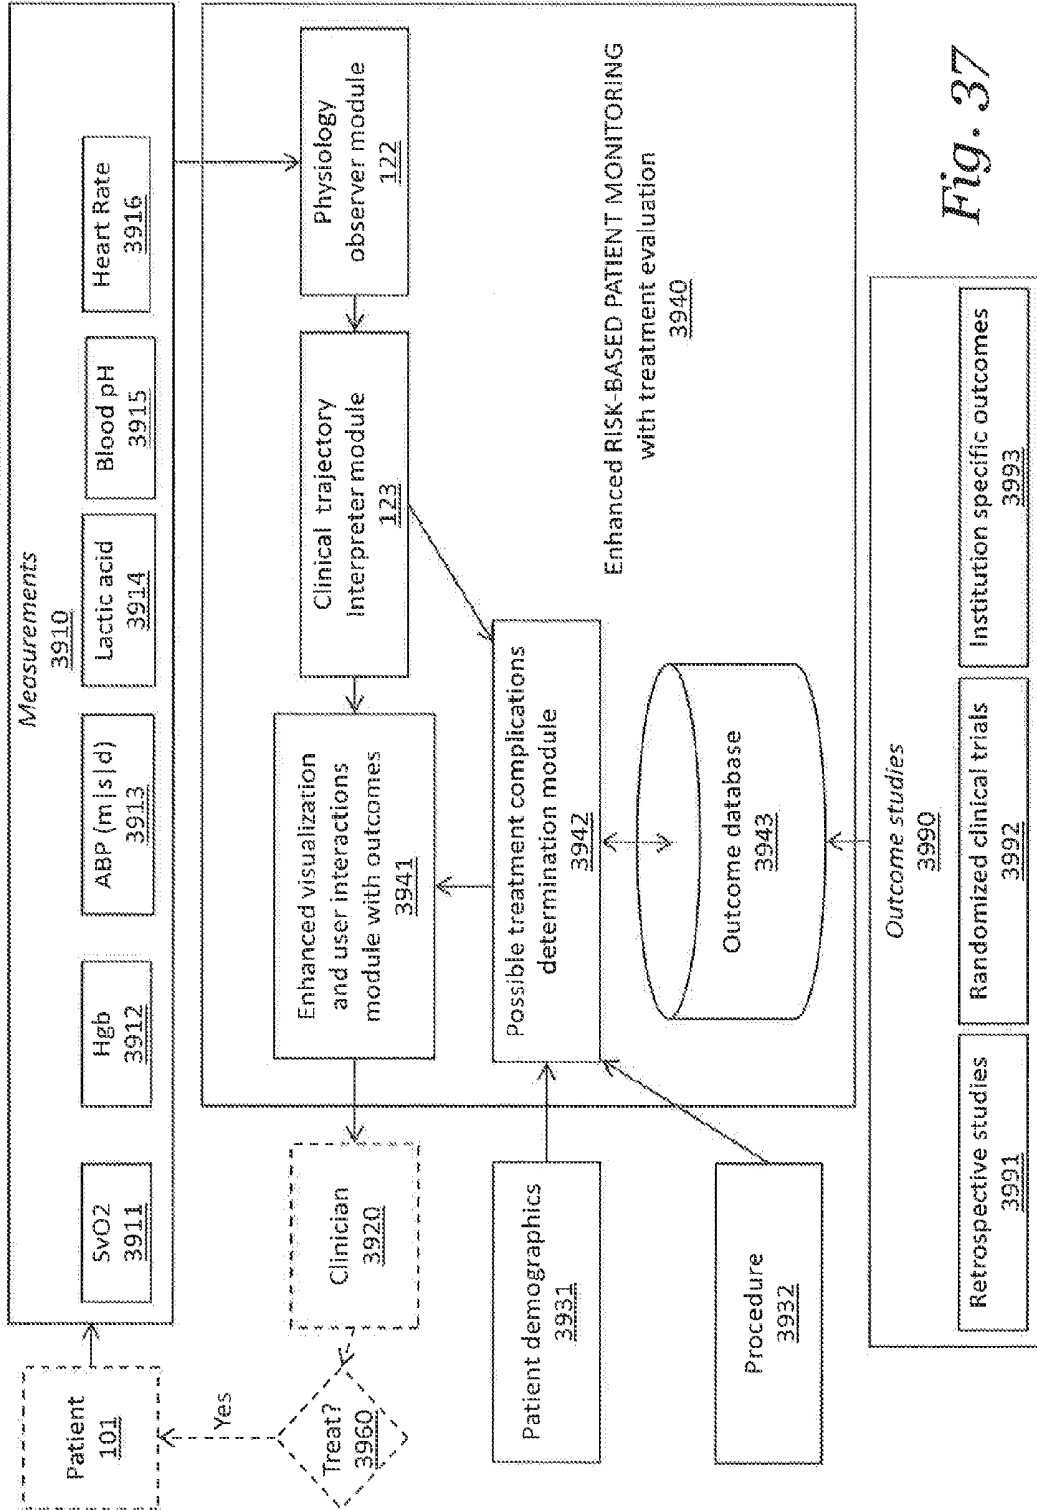 Patient
101
Yes
Treat?
3960
Measurements
3910
SvO2
3911
Hgb
3912
ABP (m|s|d)
3913
Lactic acid
3914
Blood pH
3915
Heart Rate
3916
Clinician
3920
Enhanced visualization
and user interactions
module with outcomes
3941
Clinical trajectory
Interpreter module
123
Physiology
observer module
122
Patient demographics
3931
Procedure
3932
Possible treatment complications
determination module
3942
Outcome database
3943
Enhanced RISK-BASED PATIENT MONITORING
with treatment evaluation
3940
Outcome studies
3990
Retrospective studies
3991
Randomized clinical trials
3992
Institution specific outcomes
3993
Fig. 37